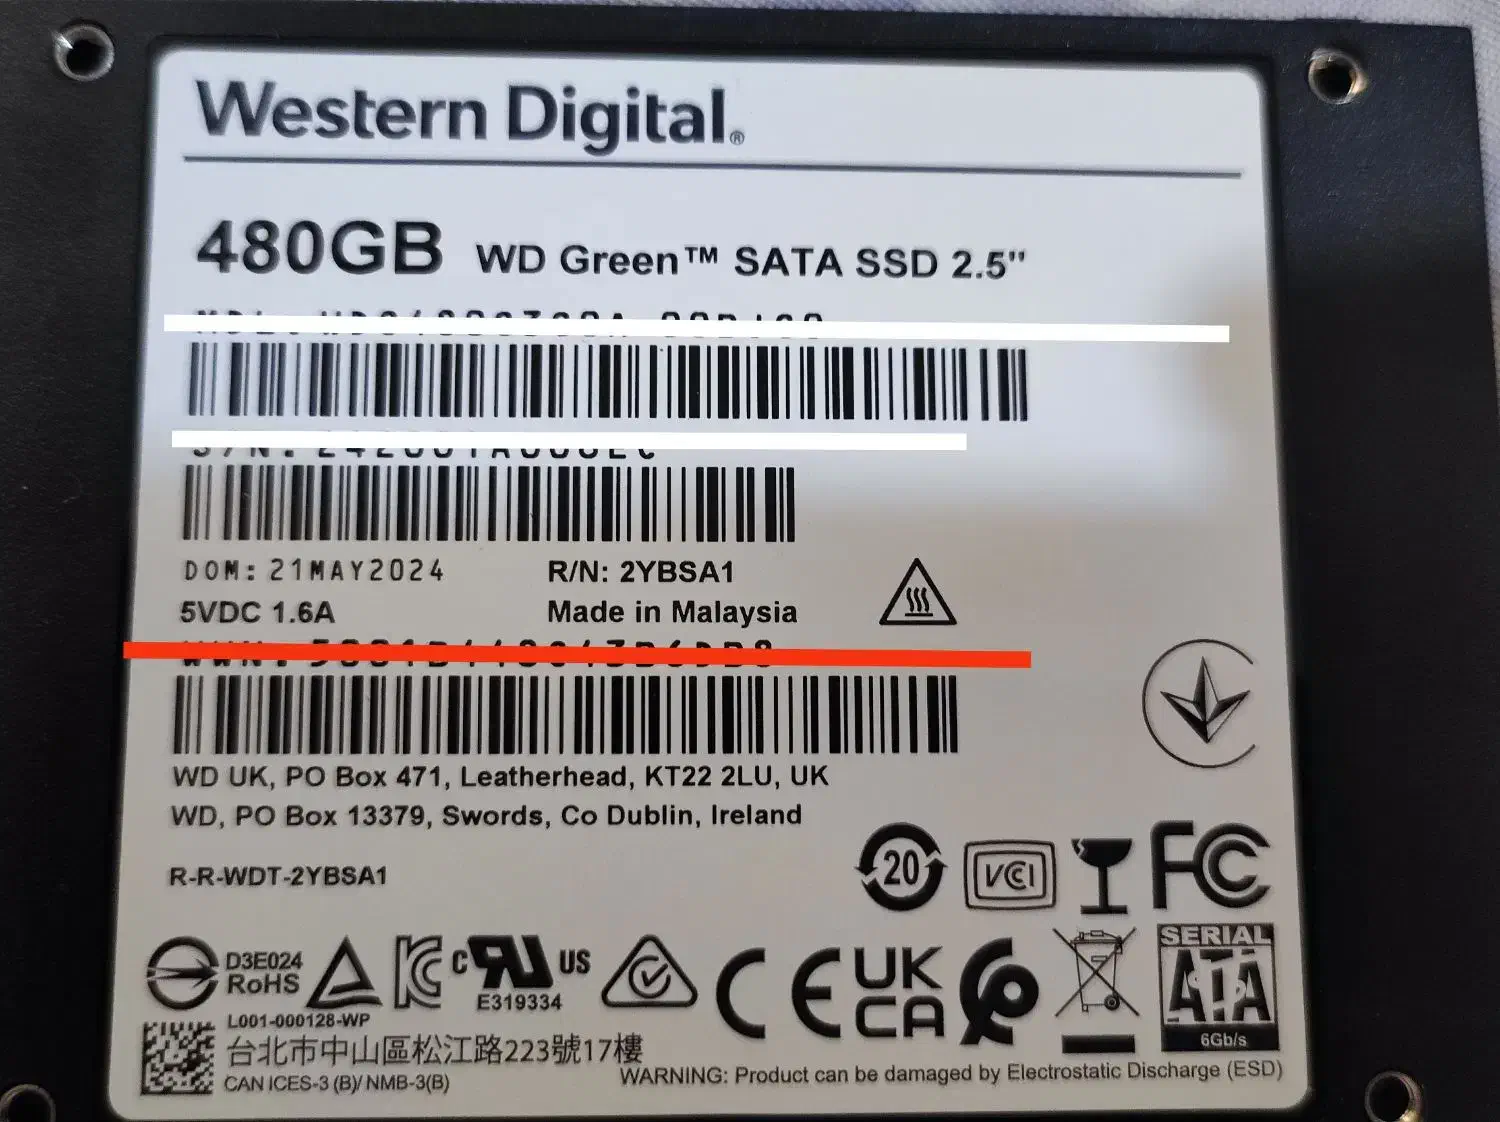 Western Digital®
480GB WD Green™ SATA SSD 2.5"
DOM: 21MAY2024 R/N: 2YBSA1
5VDC 1.6A Made in Malaysia
WD UK, PO Box 471, Leatherhead, KT22 2LU, UK
WD, PO Box 13379, Swords, Co Dublin, Ireland
R-R-WDT-2YBSA1
20 VCCI FC
D3E024
RoHS
c RU US
E319334
CE
UK
CA
SERIAL
ATA
6Gb/s
L001-000128-WP
台北市中山區松江路223號17樓
CAN ICES-3 (B)/ NMB-3(B)
WARNING: Product can be damaged by Electrostatic Discharge (ESD)